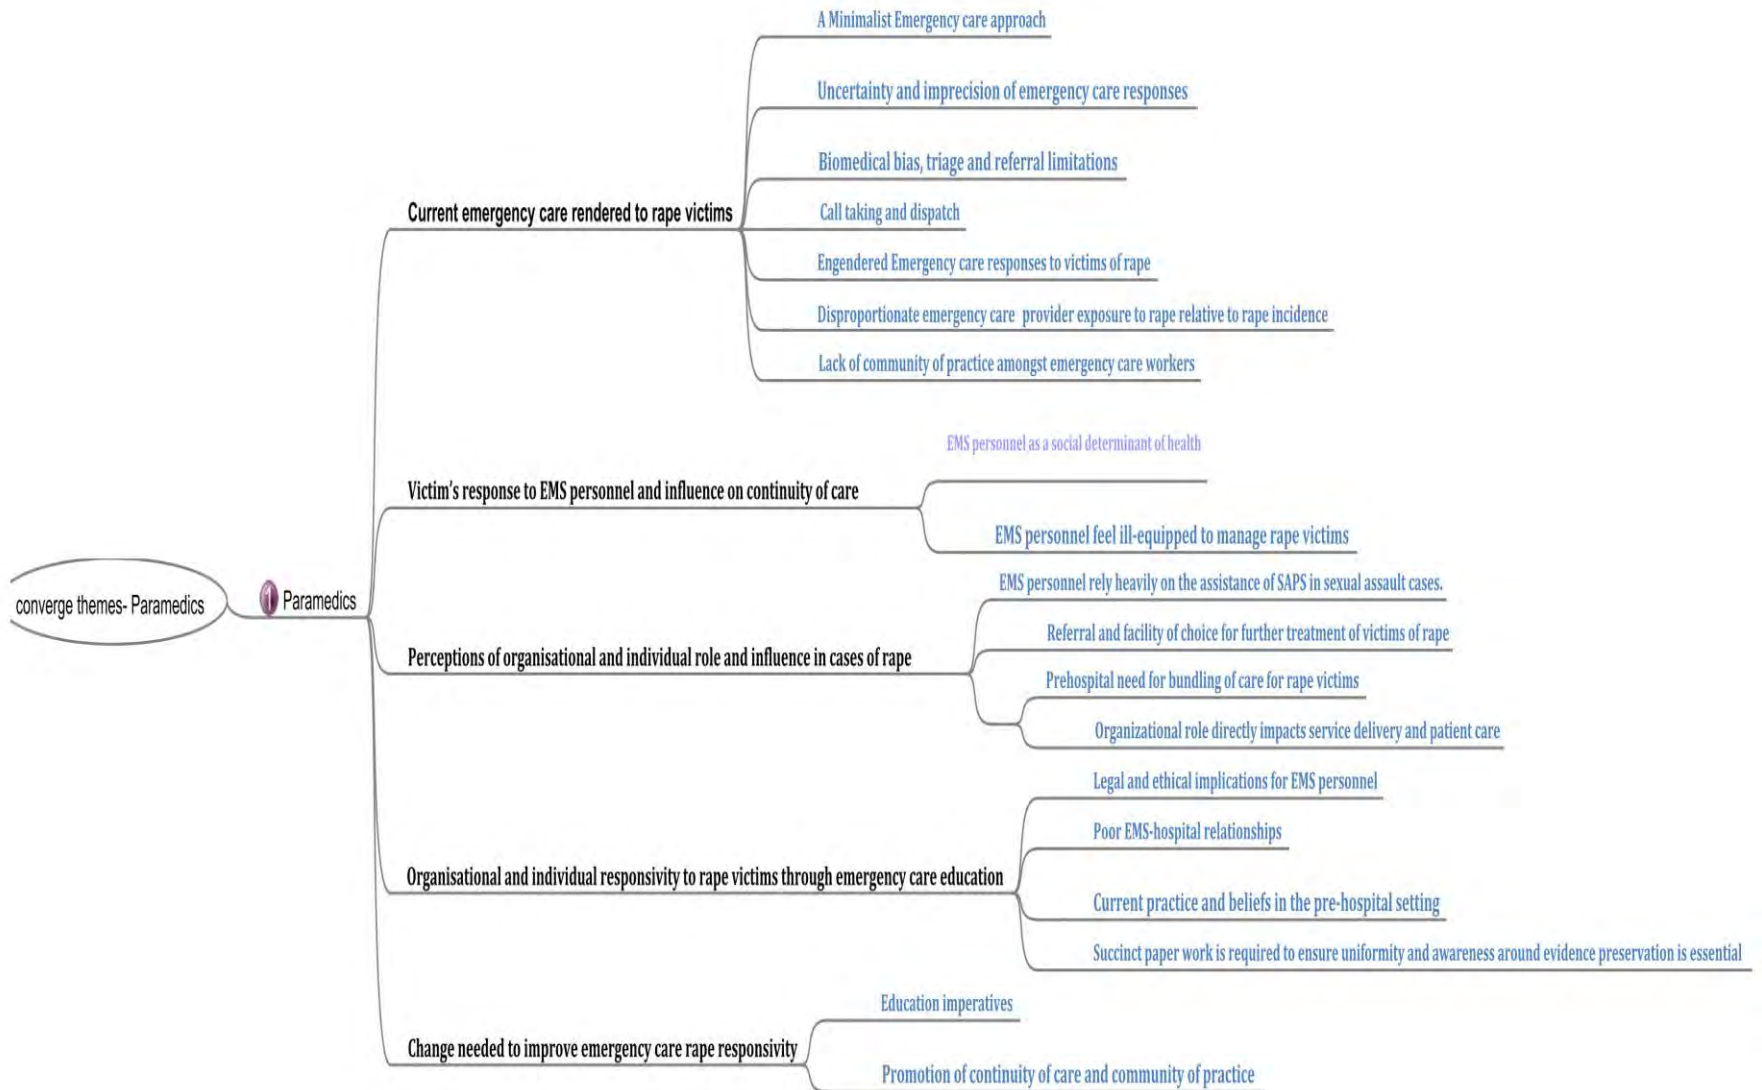 A Minimalist Emergency care approach
Uncertainty and imprecision of emergency care responses
Biomedical bias, triage and referral limitations
Current emergency care rendered to rape victims
Call taking and dispatch
Engendered Emergency care responses to victims of rape
Disproportionate emergency care provider exposure to rape relative to rape incidence
Lack of community of practice amongst emergency care workers
EMS personnel as a social determinant of health
Victim's response to EMS personnel and influence on continuity of care
EMS personnel feel ill-equipped to manage rape victims
converge themes- Paramedics
1 Paramedics
EMS personnel rely heavily on the assistance of SAPS in sexual assault cases.
Referral and facility of choice for further treatment of victims of rape
Perceptions of organisational and individual role and influence in cases of rape
Prehospital need for bundling of care for rape victims
Organizational role directly impacts service delivery and patient care
Legal and ethical implications for EMS personnel
Poor EMS-hospital relationships
Organisational and individual responsivity to rape victims through emergency care education
Current practice and beliefs in the pre-hospital setting
Succinct paper work is required to ensure uniformity and awareness around evidence preservation is essential
Education imperatives
Change needed to improve emergency care rape responsivity
Promotion of continuity of care and community of practice